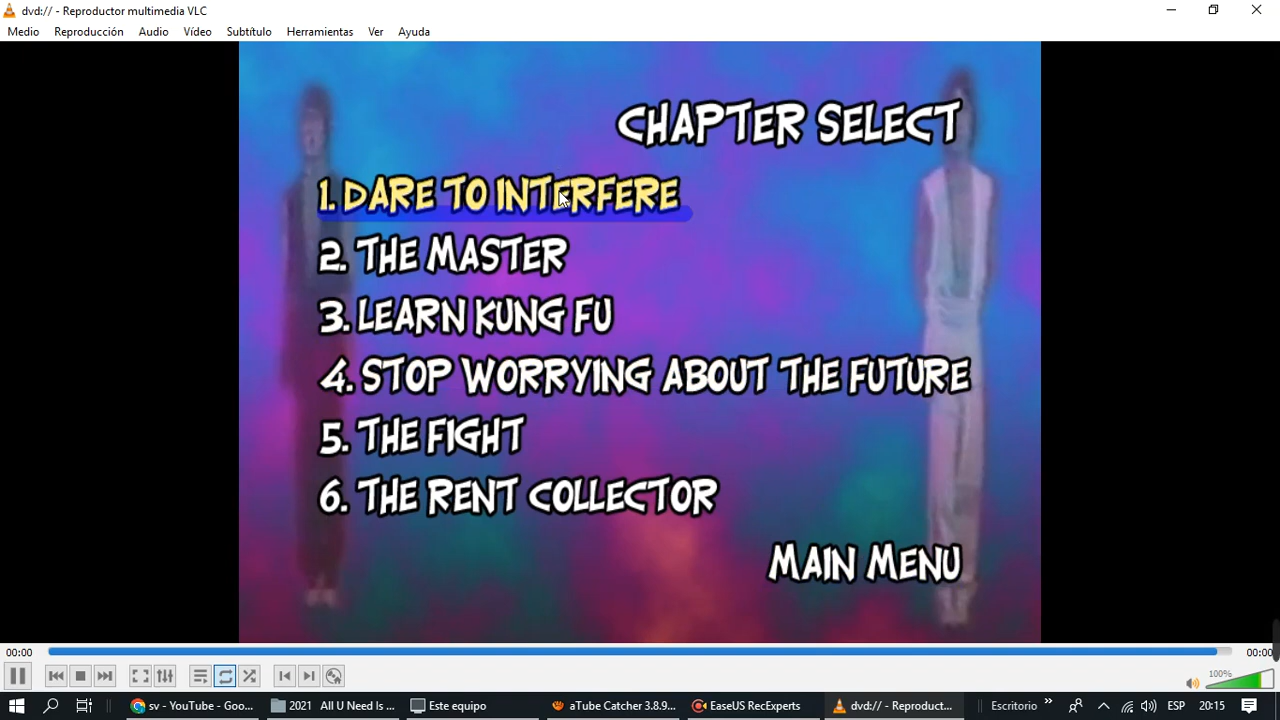 dvd:// - Reproductor multimedia VLC
Medio Reproducción Audio Vídeo Subtítulo Herramientas Ver Ayuda
CHAPTER SELECT
1. DARE TO INTERFERE
2. THE MASTER
3. LEARN KUNG FU
4. STOP WORRYING ABOUT THE FUTURE
5. THE FIGHT
6. THE RENT COLLECTOR
MAIN MENU
00:00 00:00
100%
sv - YouTube - Goo... 2021 All U Need Is ... Este equipo aTube Catcher 3.8.9... EaseUS RecExperts dvd:// - Reproduct... Escritorio » ESP 20:15